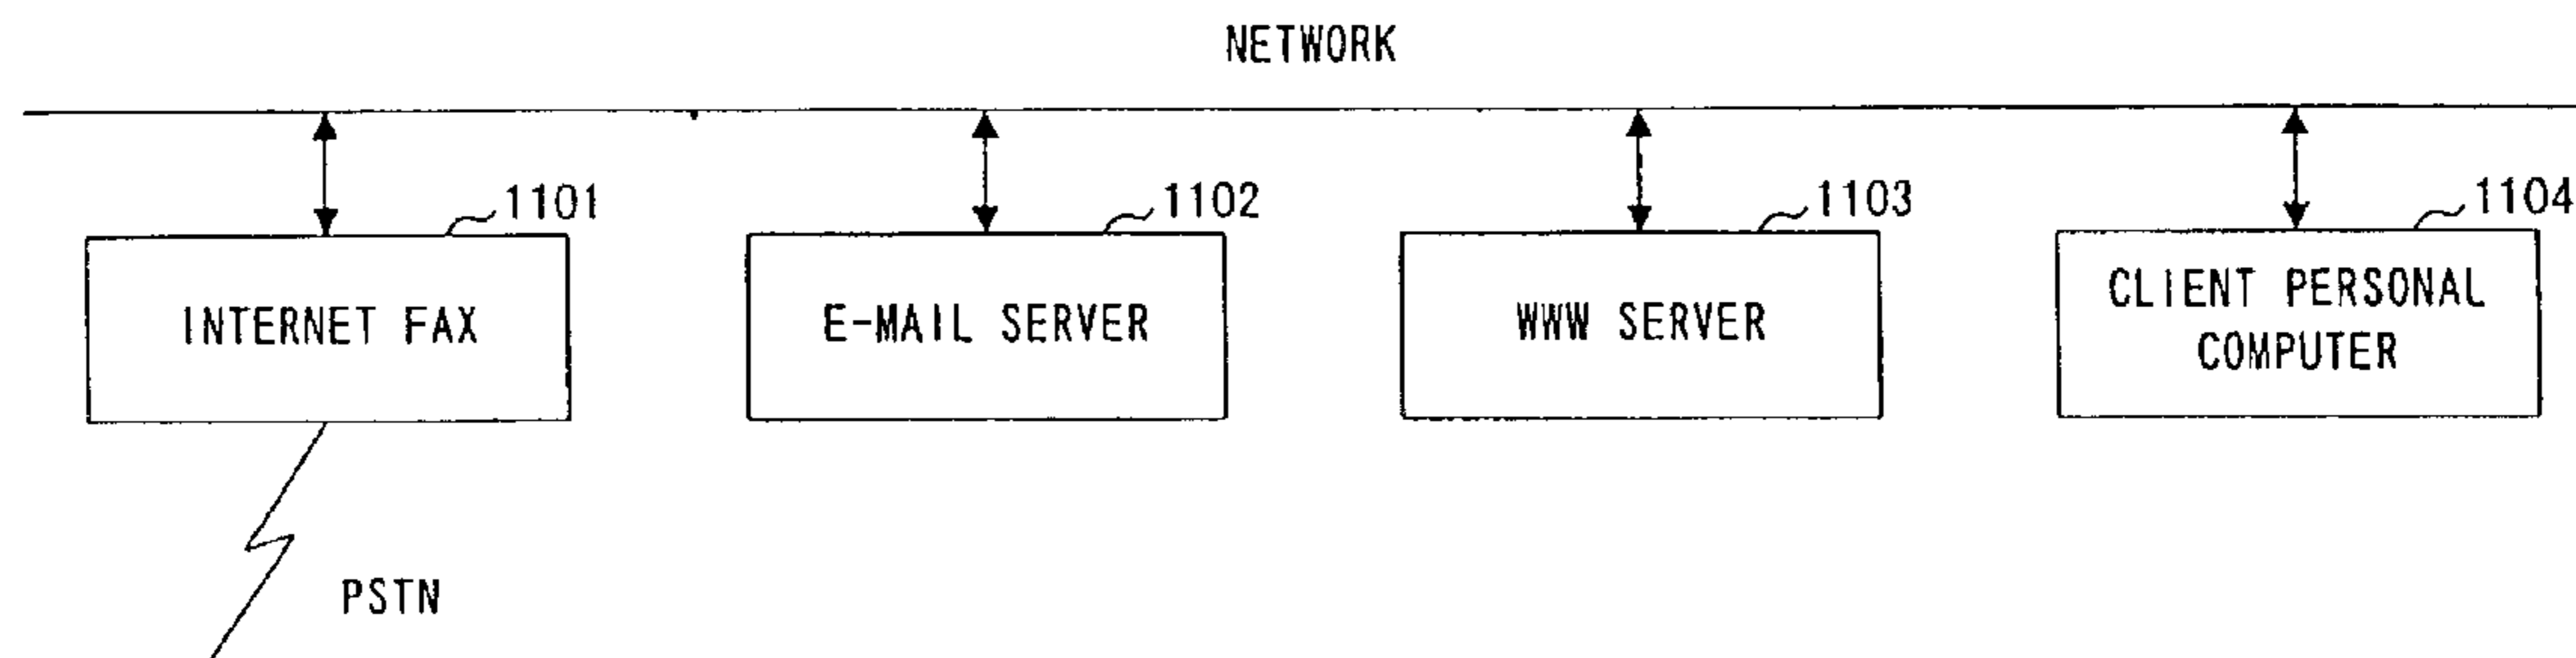 NETWORK
1101
1102
1103
1104
INTERNET FAX
E-MAIL SERVER
WWW SERVER
CLIENT PERSONAL
COMPUTER
PSTN